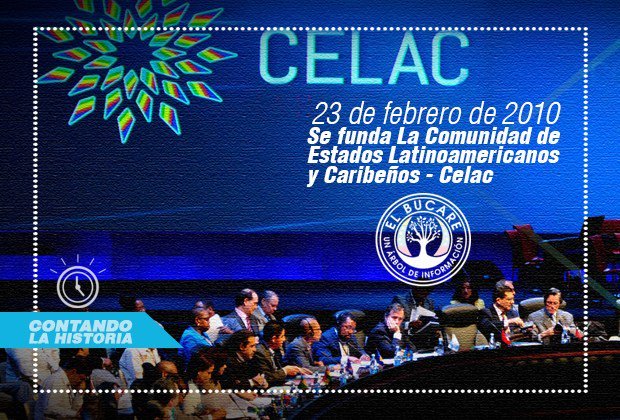 CELAC
23 de febrero de 2010
Se funda La Comunidad de
Estados Latinoamericanos
y Caribeños - Celac
EL BUCARE
UN ÁRBOL DE INFORMACIÓN
CONTANDO
LA HISTORIA